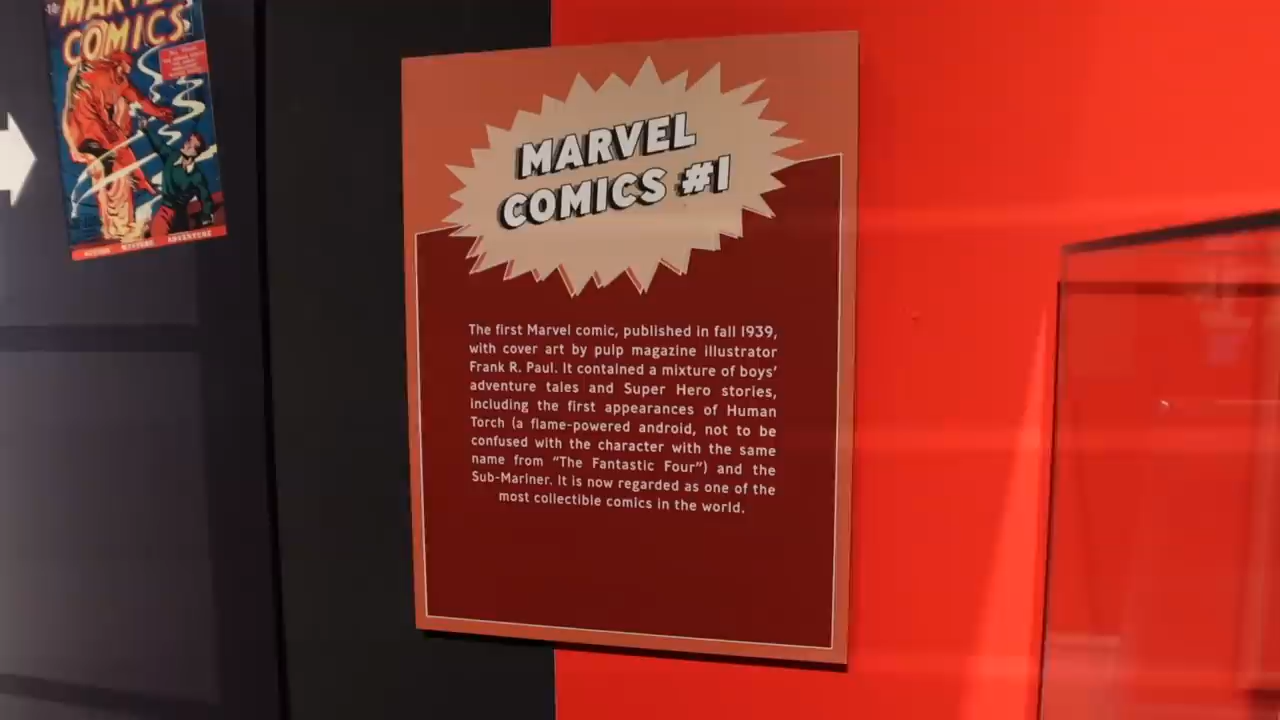 MARVEL
COMICS
MARVEL
COMICS #1
The first Marvel comic, published in fall 1939,
with cover art by pulp magazine illustrator
Frank R. Paul. It contained a mixture of boys'
adventure tales and Super Hero stories,
including the first appearances of Human
Torch (a flame-powered android, not to be
confused with the character with the same
name from “The Fantastic Four”) and the
Sub-Mariner. It is now regarded as one of the
most collectible comics in the world.
MYSTERY ADVENTURE